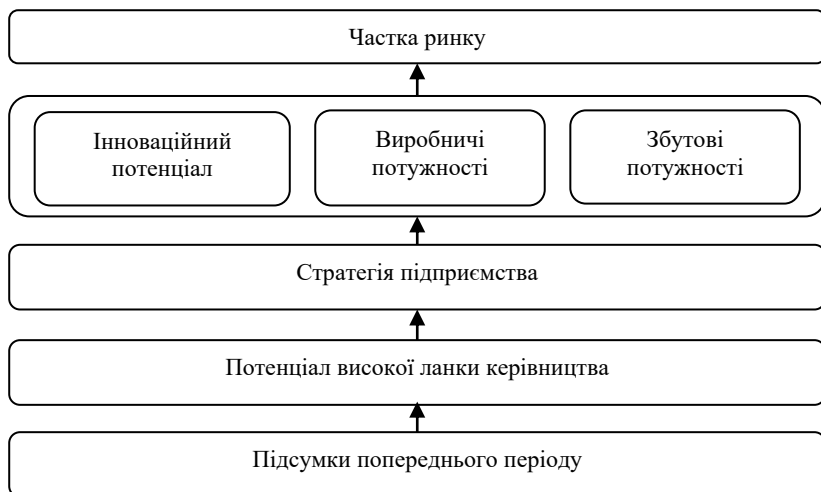 Частка ринку
Інноваційний
потенціал
Виробничі
потужності
Збутові
потужності
Стратегія підприємства
Потенціал високої ланки керівництва
Підсумки попереднього періоду